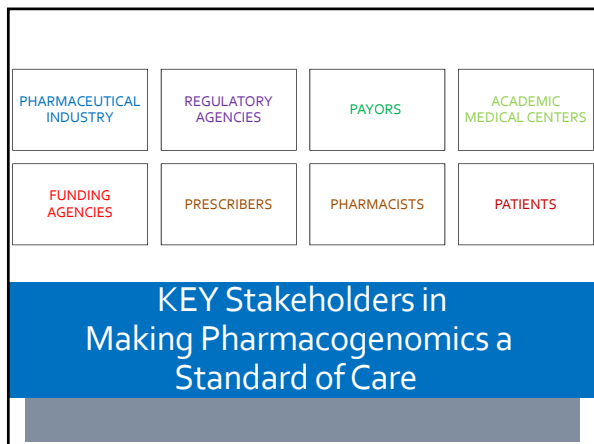 PHARMACEUTICAL
INDUSTRY
REGULATORY
AGENCIES
PAYORS
ACADEMIC
MEDICAL CENTERS
FUNDING
AGENCIES
PRESCRIBERS
PHARMACISTS
PATIENTS
KEY Stakeholders in
Making Pharmacogenomics a
Standard of Care